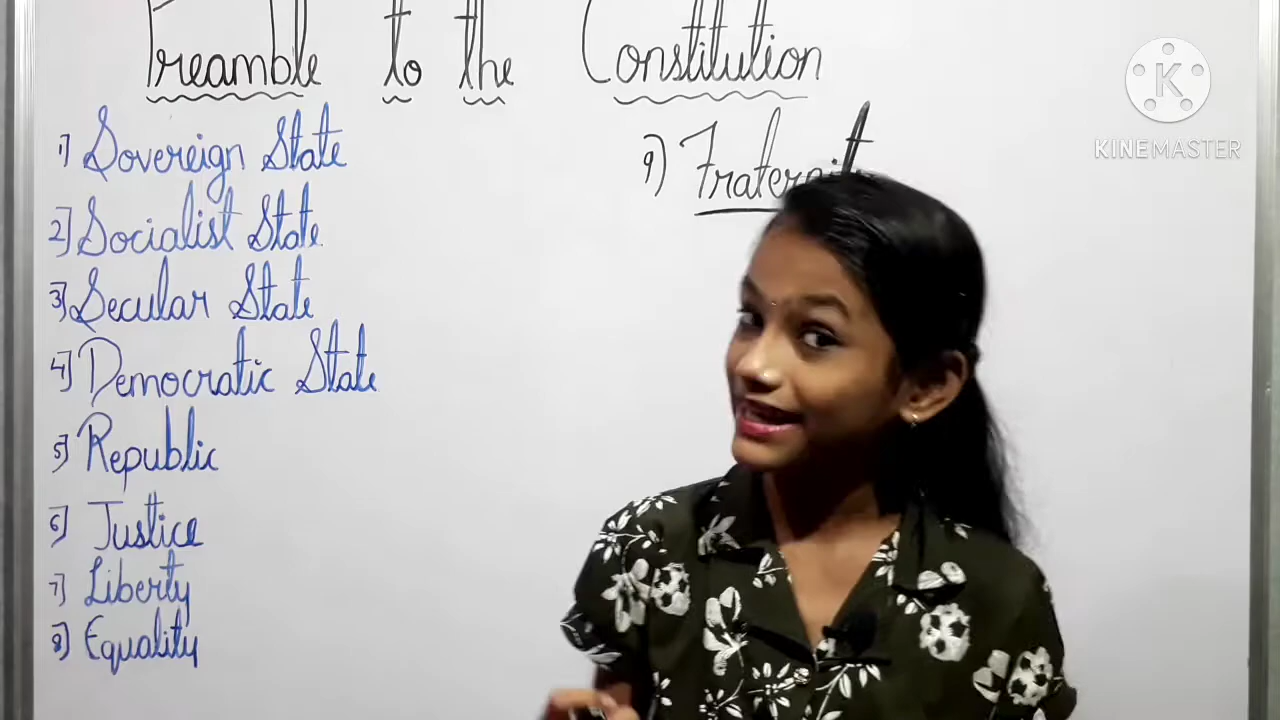 Preamble to the Constitution
1) Sovereign State
2] Socialist State
3] Secular State
4] Democratic State
5] Republic
6] Justice
7] Liberty
8) Equality
9) Fraternity
KINEMASTER